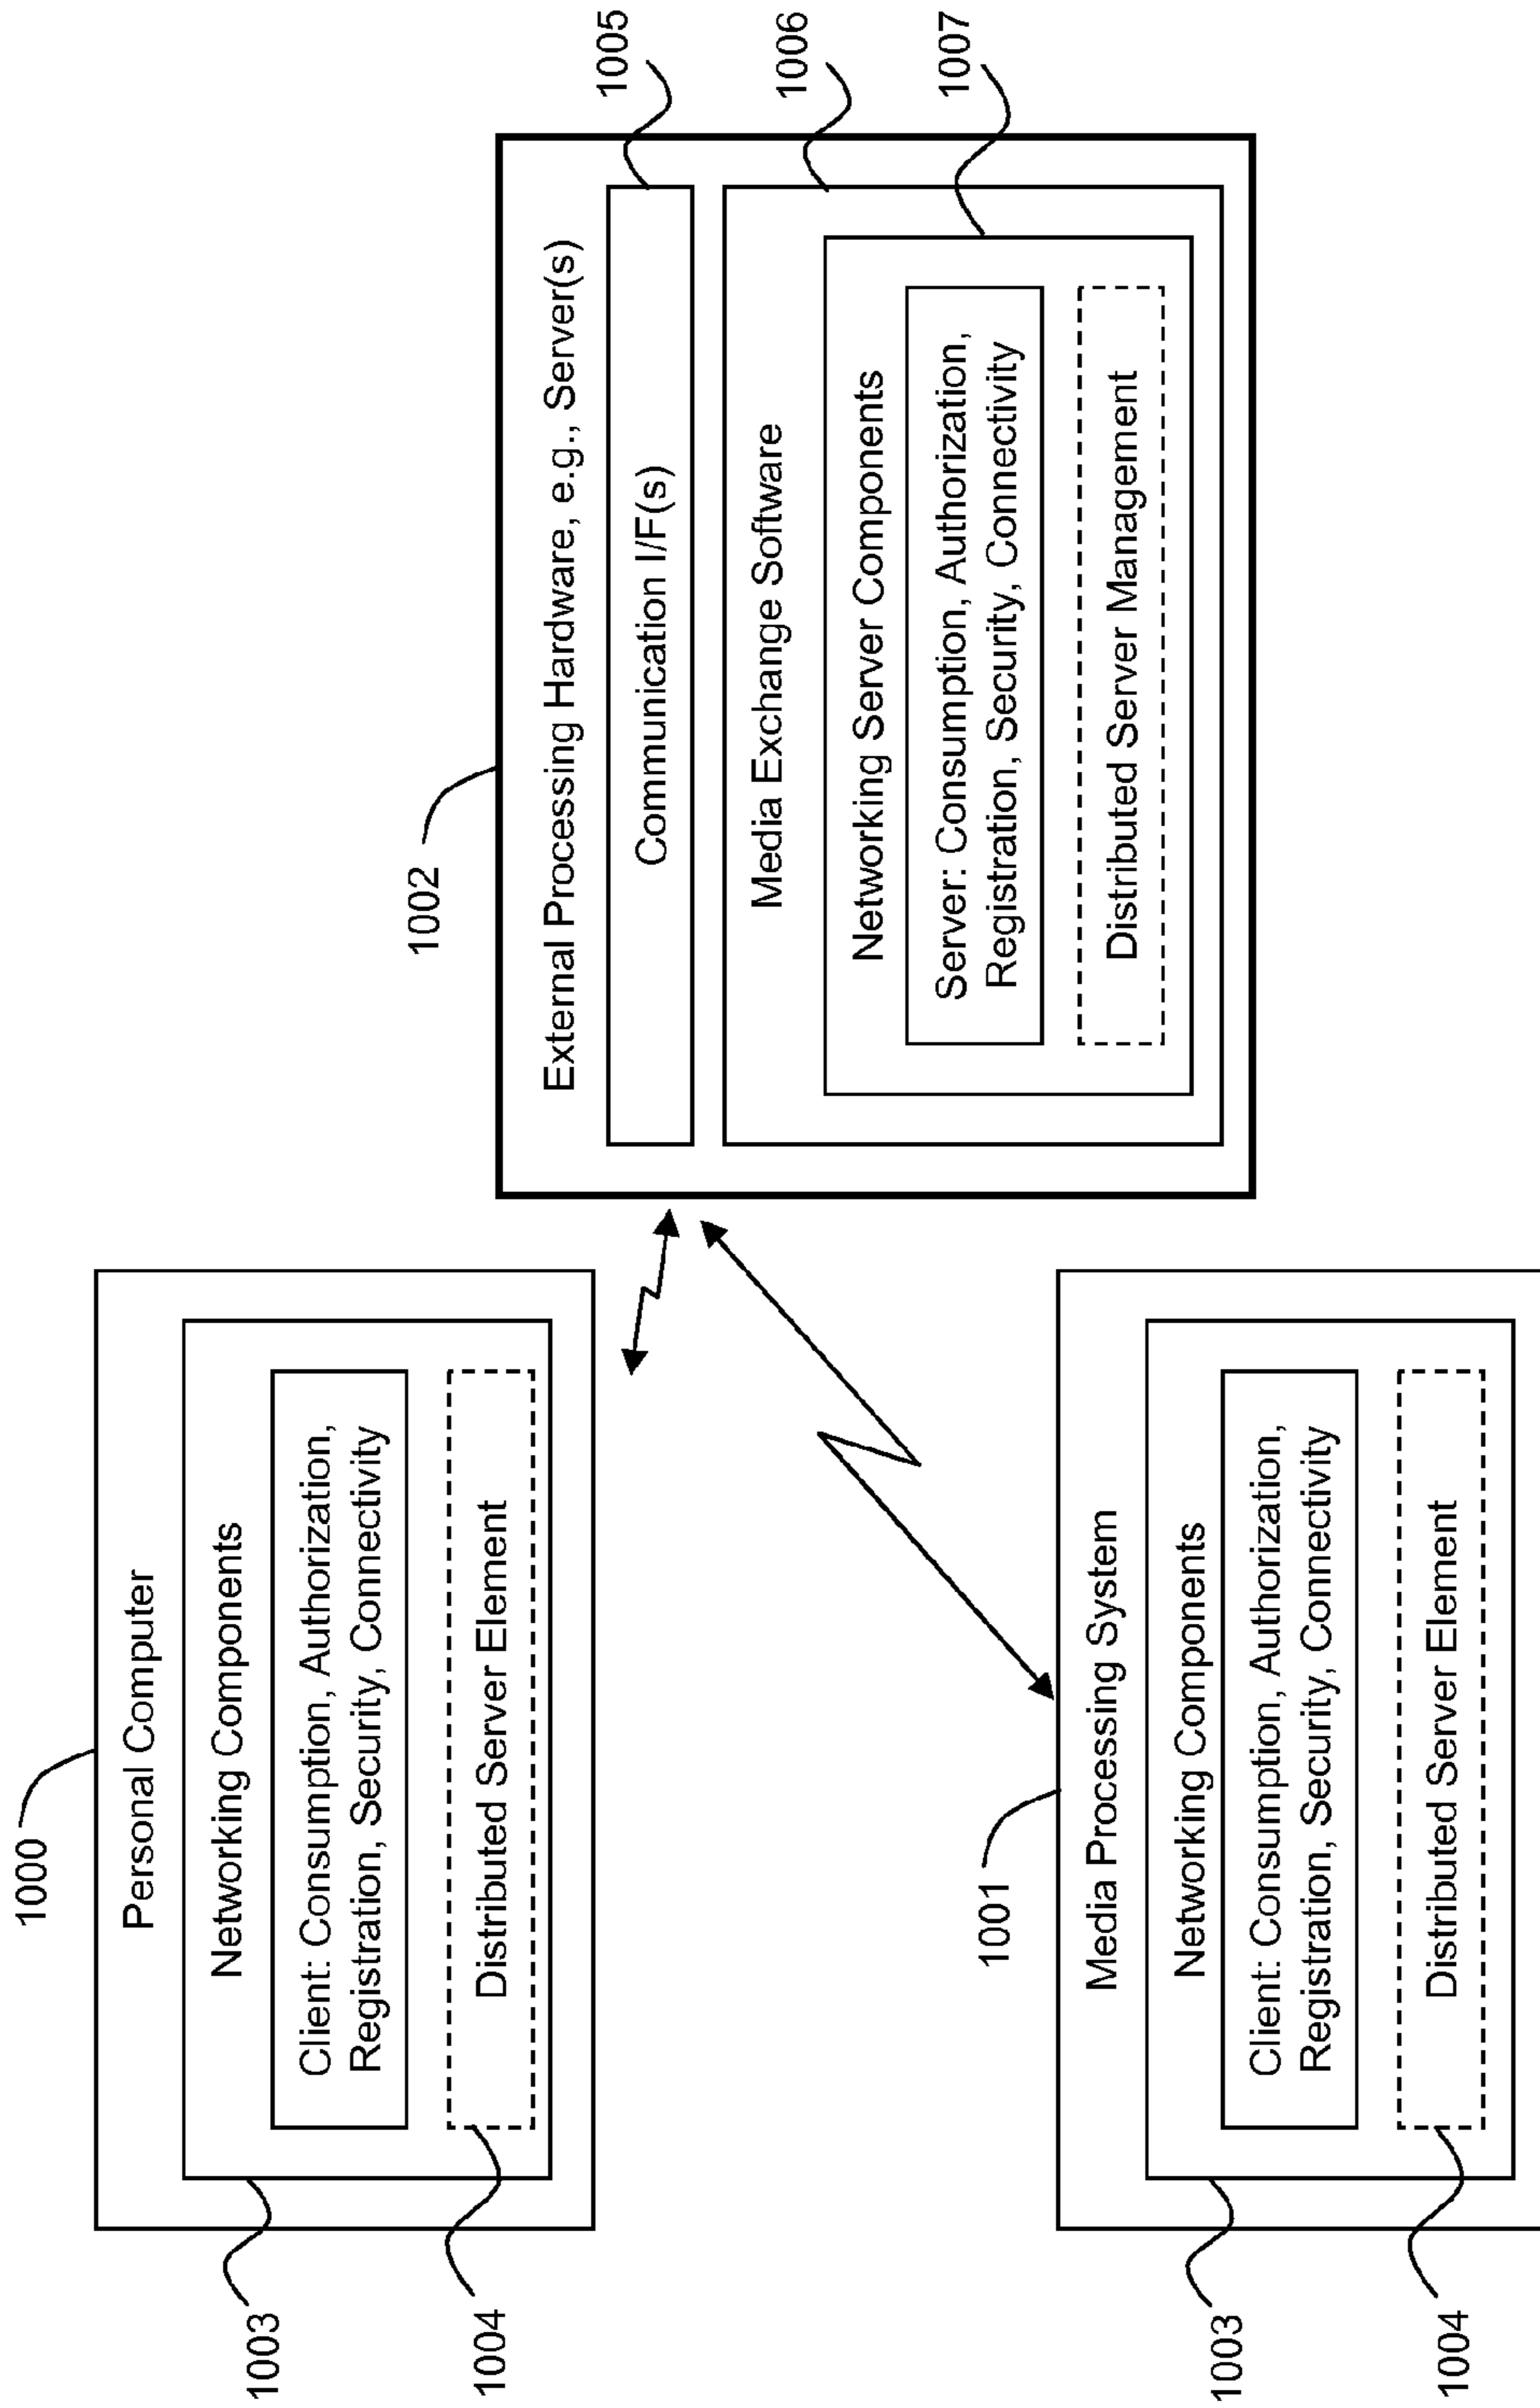 1000
Personal Computer
Networking Components
Client: Consumption, Authorization,
Registration, Security, Connectivity
Distributed Server Element
1003
1004
1001
Media Processing System
Networking Components
Client: Consumption, Authorization,
Registration, Security, Connectivity
Distributed Server Element
1003
1004
1002
External Processing Hardware, e.g., Server(s)
Communication I/F(s)
Media Exchange Software
Networking Server Components
Server: Consumption, Authorization,
Registration, Security, Connectivity
Distributed Server Management
1005
1006
1007